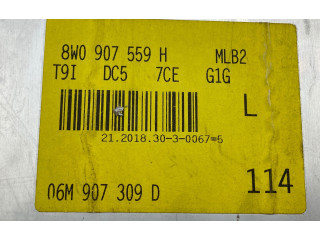 8W0 907 559 H MLB2
T9I DC5 7CE G1G
L
21.2018.30-3-0067=6
06M 907 309 D 114